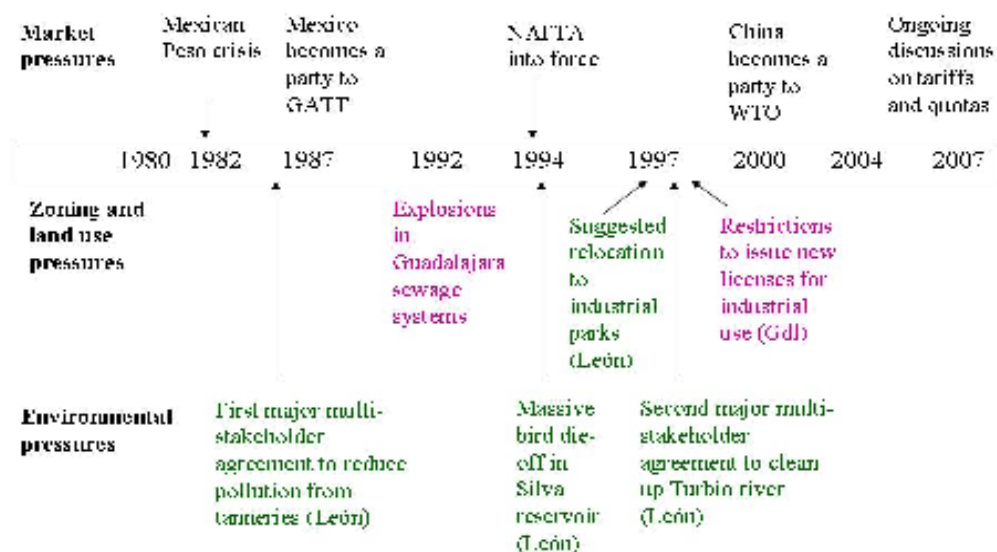 Market
pressures
Mexican
Peso crisis
Mexico
becomes a
party to
GATT
NAFTA
into force
China
becomes a
party to
WTO
Ongoing
discussions
on tariffs
and quotas
1980 1982 1987 1992 1994 1997 2000 2004 2007
Zoning and
land use
pressures
Explosions
in
Guadalajara
sewage
systems
Suggested
relocation
to
industrial
parks
(León)
Restrictions
to issue new
licenses for
industrial
use (Gdl)
Environmental
pressures
First major multi-
stakeholder
agreement to reduce
pollution from
tanneries (León)
Massive
bird die-
off in
Silva
reservoir
(León)
Second major multi-
stakeholder
agreement to clean
up Turbio river
(León)